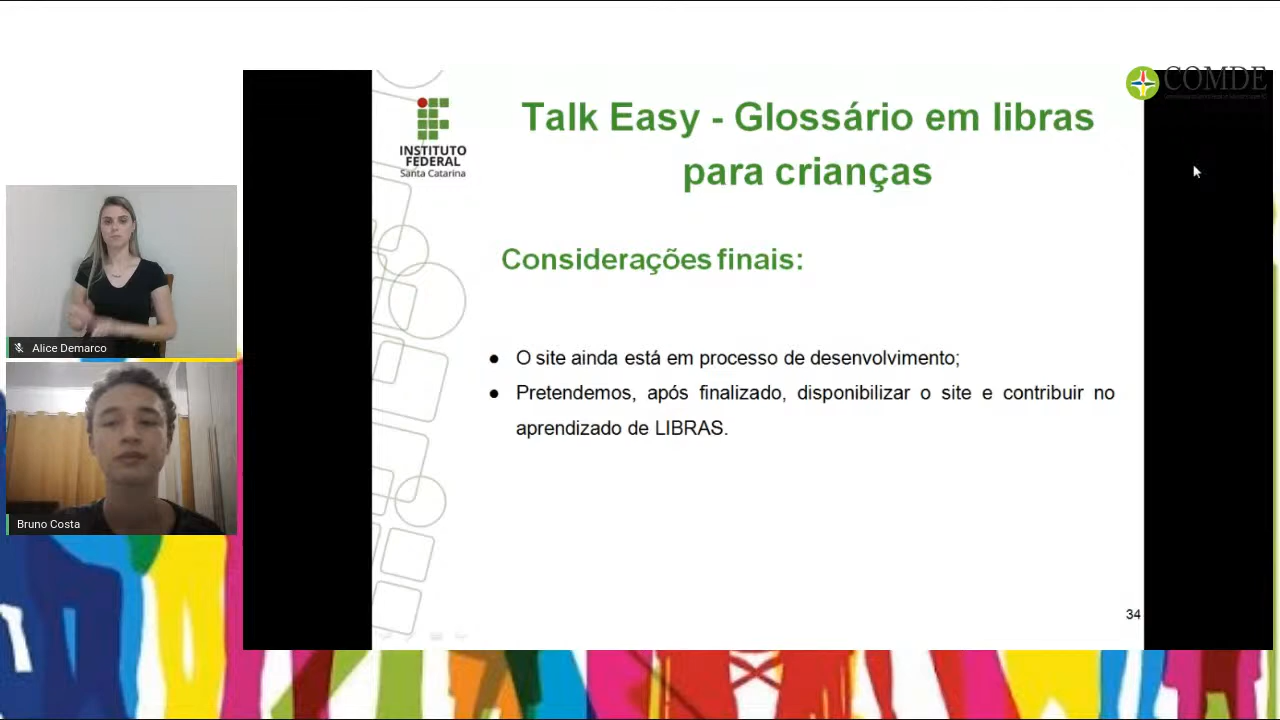 COMDE
INSTITUTO
FEDERAL
Santa Catarina
Talk Easy - Glossário em libras
para crianças
Considerações finais:
● O site ainda está em processo de desenvolvimento;
● Pretendemos, após finalizado, disponibilizar o site e contribuir no
aprendizado de LIBRAS.
34
Alice Demarco
Bruno Costa